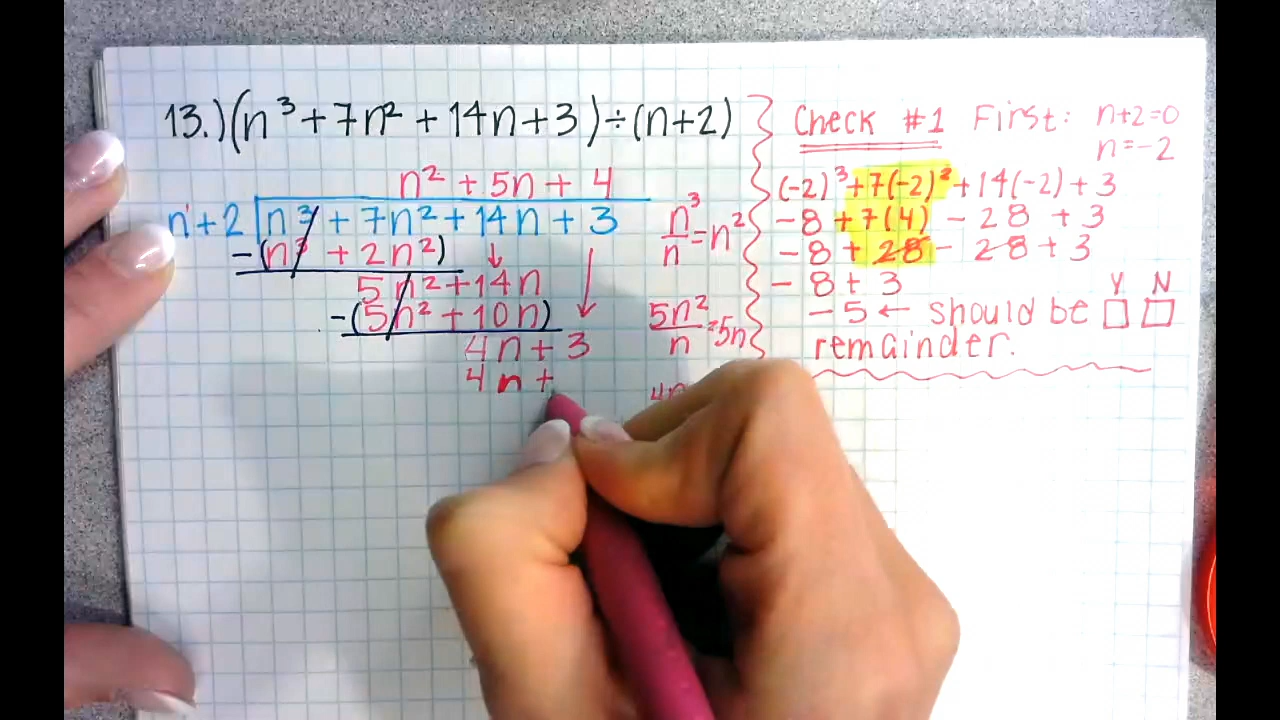 13.) (n³ + 7n² + 14n + 3) ÷ (n+2)
n² + 5n + 4
n + 2 n³ + 7n² + 14n + 3
-(n³ + 2n²)
5n² + 14n
-(5n² + 10n)
4n + 3
4n +
n³/n = n²
5n²/n = 5n
4n
Check #1 First: n+2=0
n=-2
(-2)³+7(-2)²+14(-2)+3
-8 +7(4) - 28 +3
-8 + 28 - 28 + 3
-8 + 3
Y N
-5 ← should be
remainder.